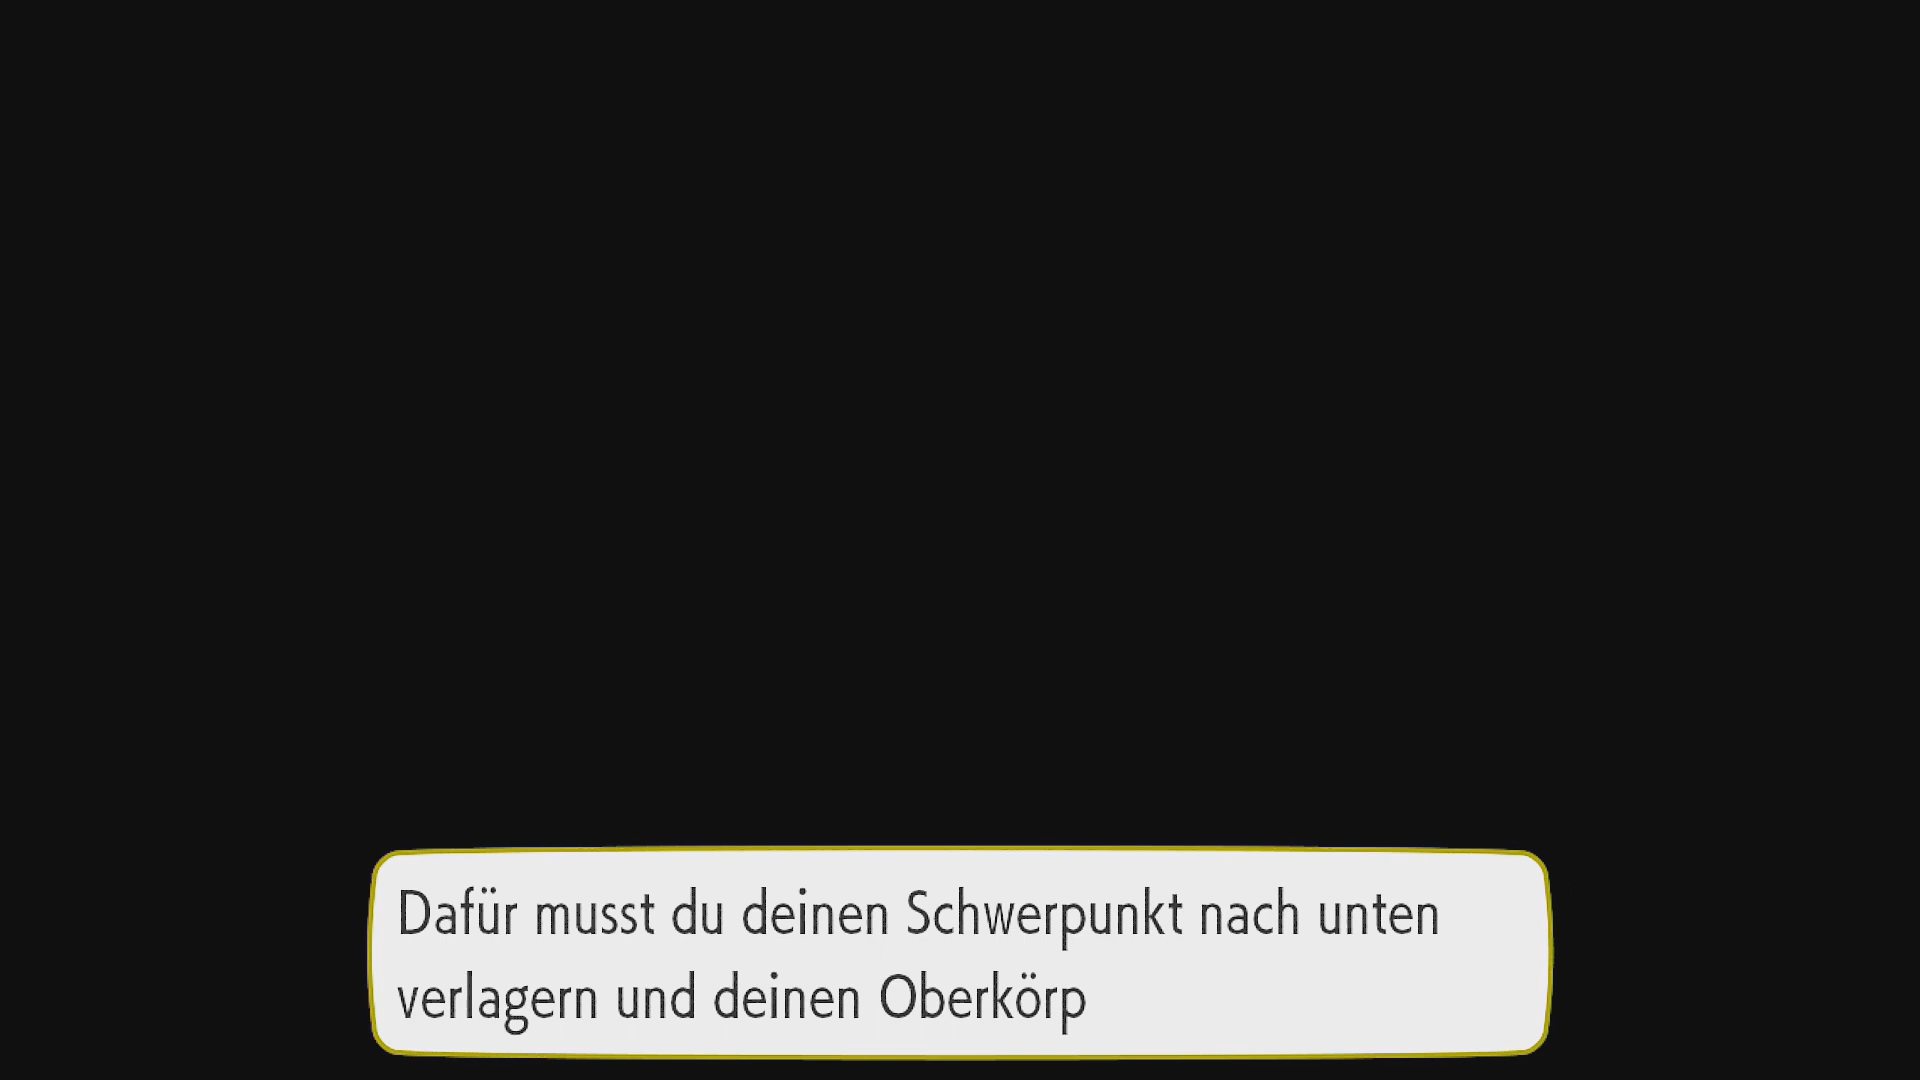 Dafür musst du deinen Schwerpunkt nach unten
verlagern und deinen Oberkörp